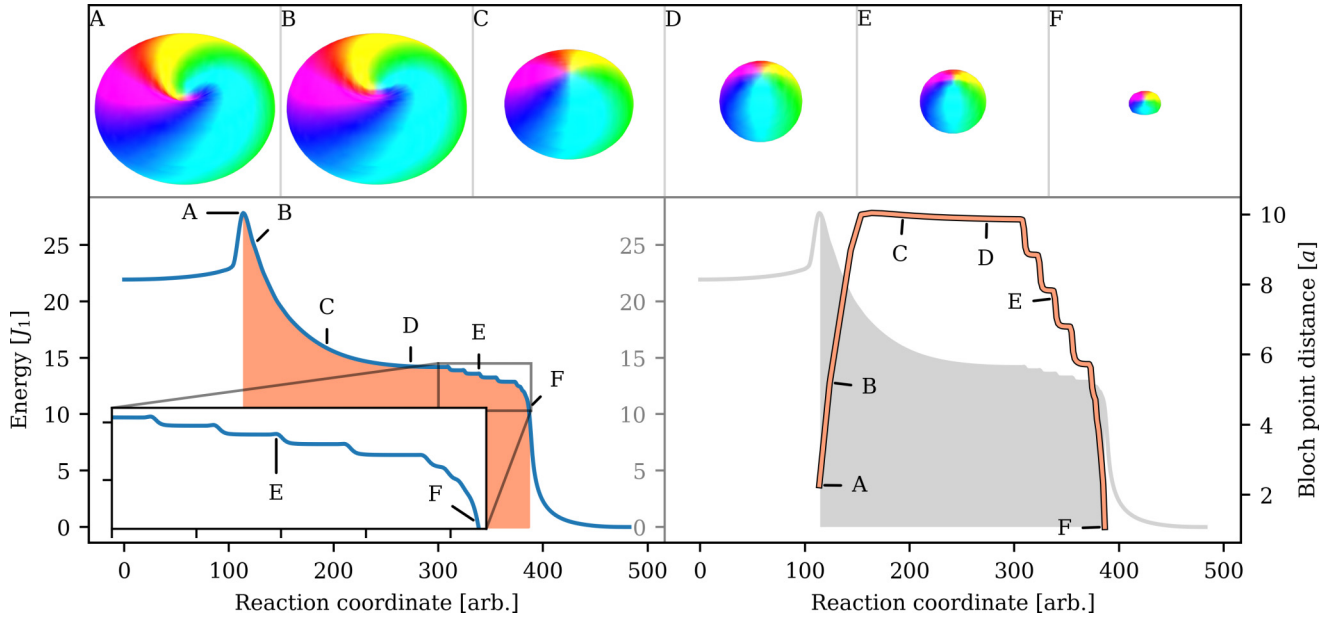 A B C D E F
A
B
C
D
E
F
E
F
25
20
15
10
5
0
Energy [J₁]
0 100 200 300 400 500
Reaction coordinate [arb.]
25
20
15
10
5
0
A
B
C
D
E
F
10
8
6
4
2
Bloch point distance [a]
0 100 200 300 400 500
Reaction coordinate [arb.]